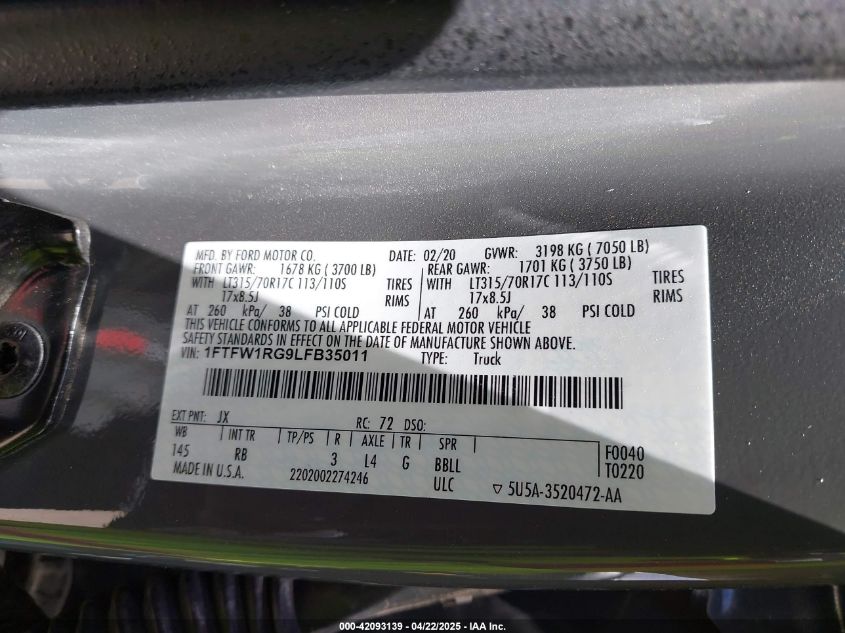 MFD. BY FORD MOTOR CO. DATE: 02/20 GVWR: 3198 KG ( 7050 LB)
FRONT GAWR: 1678 KG ( 3700 LB) REAR GAWR: 1701 KG ( 3750 LB)
WITH LT315/70R17C 113/110S TIRES WITH LT315/70R17C 113/110S TIRES
17x8.5J RIMS 17x8.5J RIMS
AT 260 kPa/ 38 PSI COLD AT 260 kPa/ 38 PSI COLD
THIS VEHICLE CONFORMS TO ALL APPLICABLE FEDERAL MOTOR VEHICLE
SAFETY STANDARDS IN EFFECT ON THE DATE OF MANUFACTURE SHOWN ABOVE.
VIN: 1FTFW1RG9LFB35011 TYPE: Truck
EXT PNT: JX RC: 72 DSO:
WB INT TR TP/PS R AXLE TR SPR
145 RB 3 L4 G BBLL F0040
MADE IN U.S.A. 2202002274246 ULC T0220
▽ 5U5A-3520472-AA
000-42093139 - 04/22/2025 - IAA Inc.